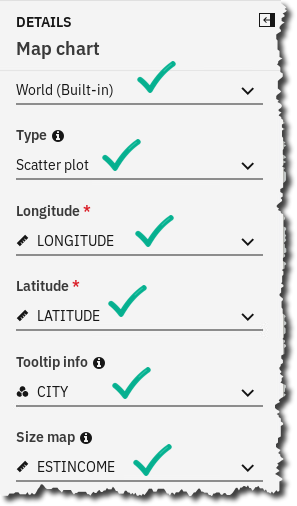 DETAILS
Map chart
World (Built-in)
Type
Scatter plot
Longitude *
LONGITUDE
Latitude *
LATITUDE
Tooltip info
CITY
Size map
ESTINCOME